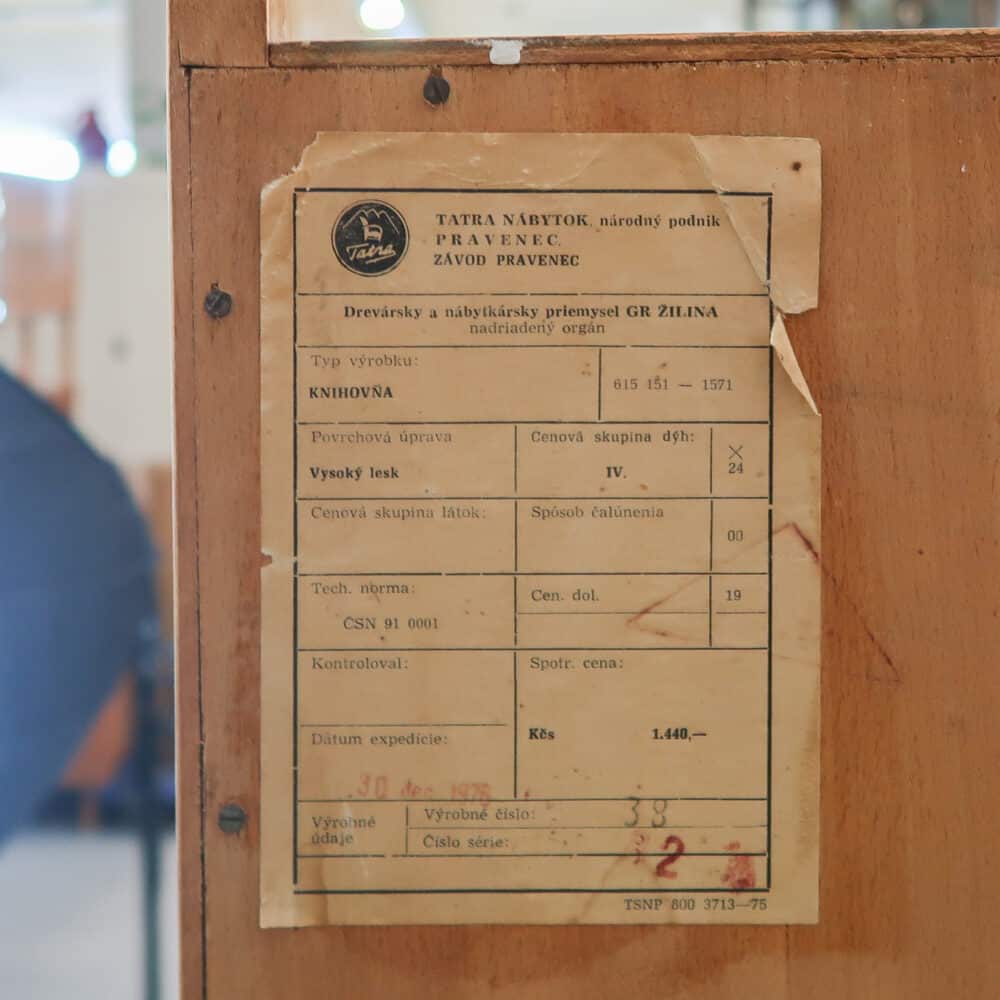 Tatra
TATRA NÁBYTOK, národný podnik
PRAVENEC
ZÁVOD PRAVENEC
Drevársky a nábytkársky priemysel GR ŽILINA
nadriadený orgán
Typ výrobku:
KNIHOVŇA
615 151 — 1571
Povrchová úprava
Vysoký lesk
Cenová skupina dýh:
IV.
24
Cenová skupina látok:
Spósob čalúnenia
00
Tech. norma:
ČSN 91 0001
Cen. dol.
19
Kontroloval:
Spotr. cena:
Kčs 1.440,—
Dátum expedície:
30 dec
Výrobné údaje
Výrobné číslo: 38
Číslo série: 2
TSNP 800 3713—75